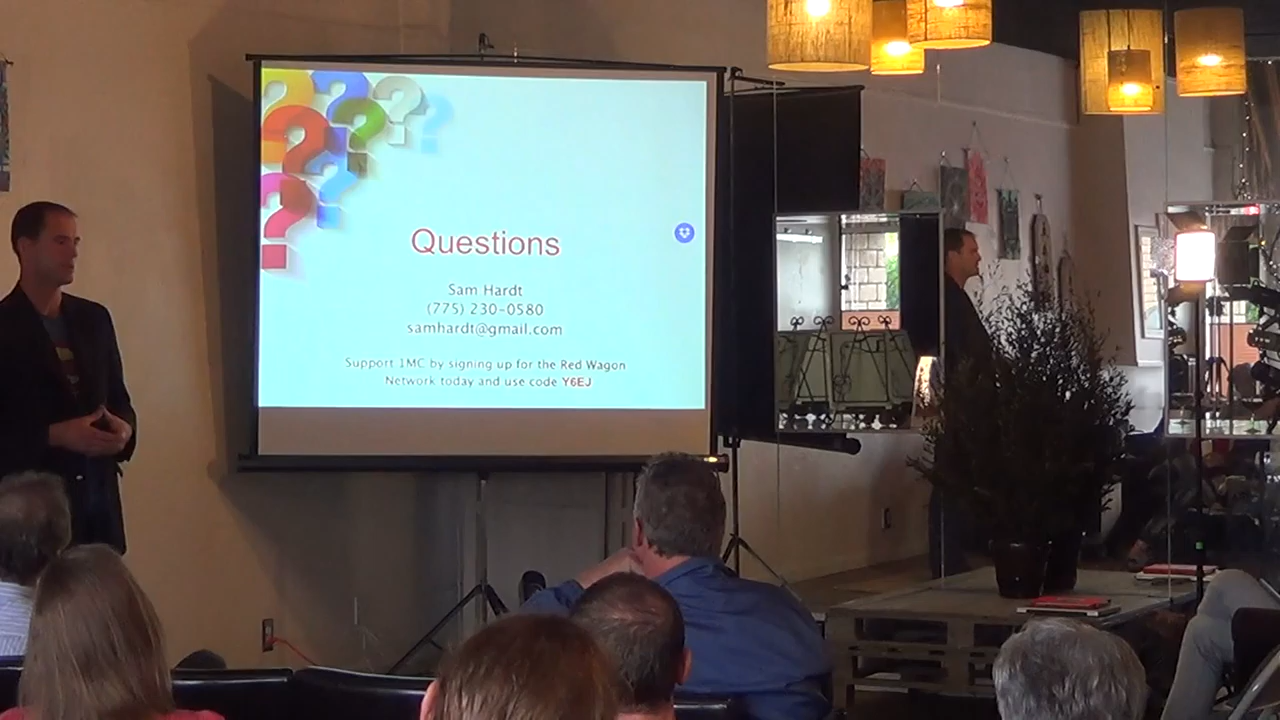 Questions
Sam Hardt
(775) 230-0580
samhardt@gmail.com
Support 1MC by signing up for the Red Wagon
Network today and use code Y6EJ